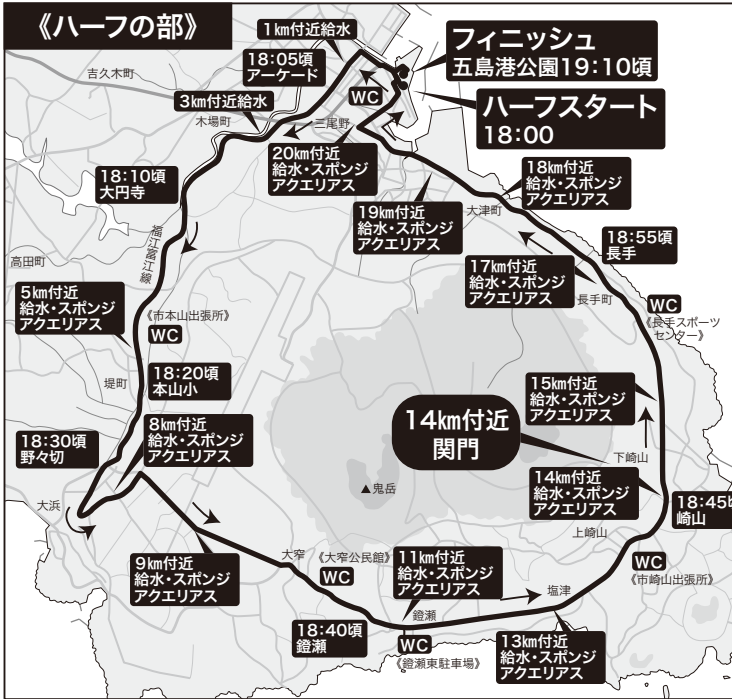 《ハーフの部》
1km付近給水
フィニッシュ
五島港公園19:10頃
吉久木町
18:05頃
アーケード
WC
ハーフスタート
18:00
3km付近給水
木場町
三尾野
20km付近
給水・スポンジ
アクエリアス
18km付近
給水・スポンジ
アクエリアス
18:10頃
大円寺
19km付近
給水・スポンジ
アクエリアス
大津町
福江富江線
18:55頃
長手
高田町
17km付近
給水・スポンジ
アクエリアス
長手町
5km付近
給水・スポンジ
アクエリアス
《市本山出張所》
WC
WC
《長手スポーツ
センター》
18:20頃
本山小
堤町
15km付近
給水・スポンジ
アクエリアス
8km付近
給水・スポンジ
アクエリアス
14km付近
関門
18:30頃
野々切
下崎山
14km付近
給水・スポンジ
アクエリアス
▲鬼岳
18:45頃
崎山
大浜
上崎山
9km付近
給水・スポンジ
アクエリアス
大窄
《大窄公民館》
WC
11km付近
給水・スポンジ
アクエリアス
WC
《市崎山出張所》
塩津
18:40頃
鐙瀬
鐙瀬
WC
《鐙瀬東駐車場》
13km付近
給水・スポンジ
アクエリアス